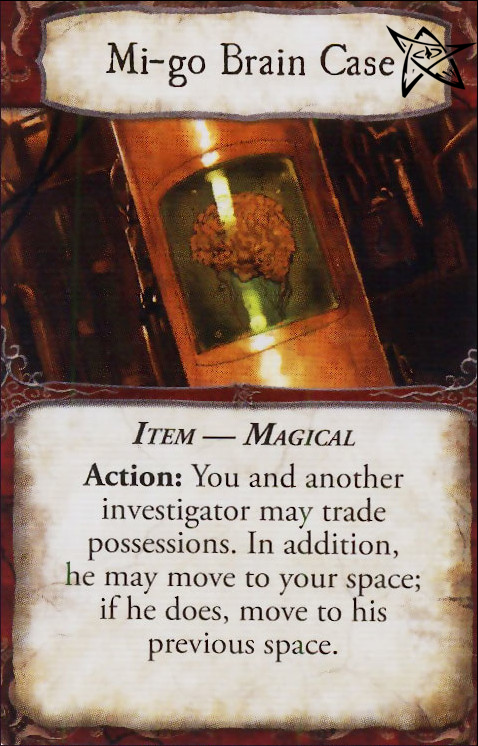 Mi-go Brain Case
Item — Magical
Action: You and another
investigator may trade
possessions. In addition,
he may move to your space;
if he does, move to his
previous space.